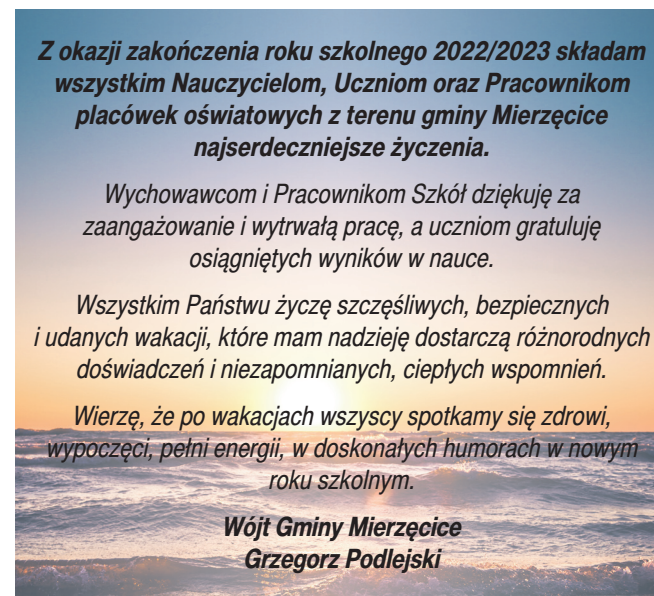 Z okazji zakończenia roku szkolnego 2022/2023 składam
wszystkim Nauczycielom, Uczniom oraz Pracownikom
placówek oświatowych z terenu gminy Mierzęcice
najserdeczniejsze życzenia.
Wychowawcom i Pracownikom Szkół dziękuję za
zaangażowanie i wytrwałą pracę, a uczniom gratuluję
osiągniętych wyników w nauce.
Wszystkim Państwu życzę szczęśliwych, bezpiecznych
i udanych wakacji, które mam nadzieję dostarczą różnorodnych
doświadczeń i niezapomnianych, ciepłych wspomnień.
Wierzę, że po wakacjach wszyscy spotkamy się zdrowi,
wypoczęci, pełni energii, w doskonałych humorach w nowym
roku szkolnym.
Wójt Gminy Mierzęcice
Grzegorz Podlejski